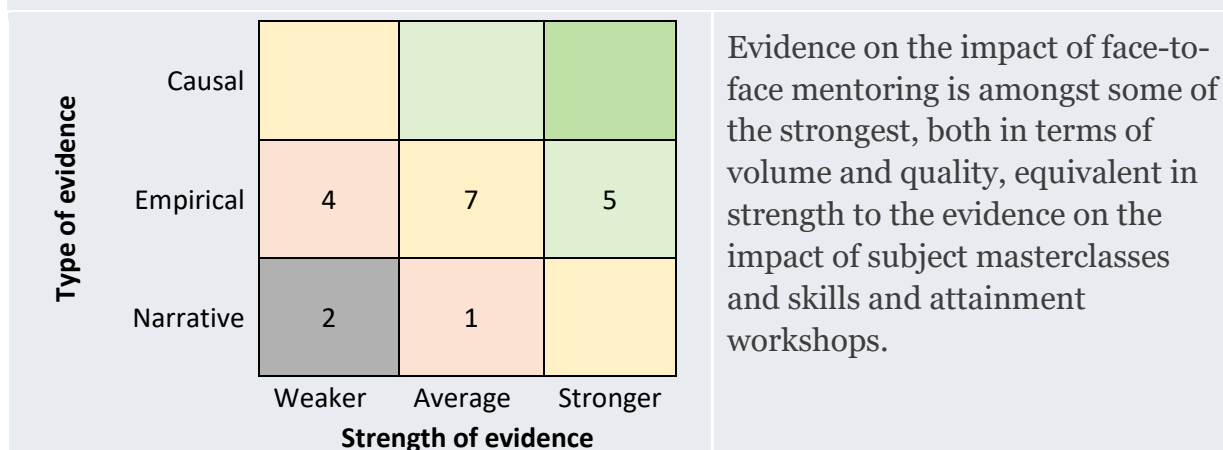 Type of evidence
Causal
Empirical 4 7 5
Narrative 2 1
Weaker Average Stronger
Strength of evidence
Evidence on the impact of face-to-
face mentoring is amongst some of
the strongest, both in terms of
volume and quality, equivalent in
strength to the evidence on the
impact of subject masterclasses
and skills and attainment
workshops.